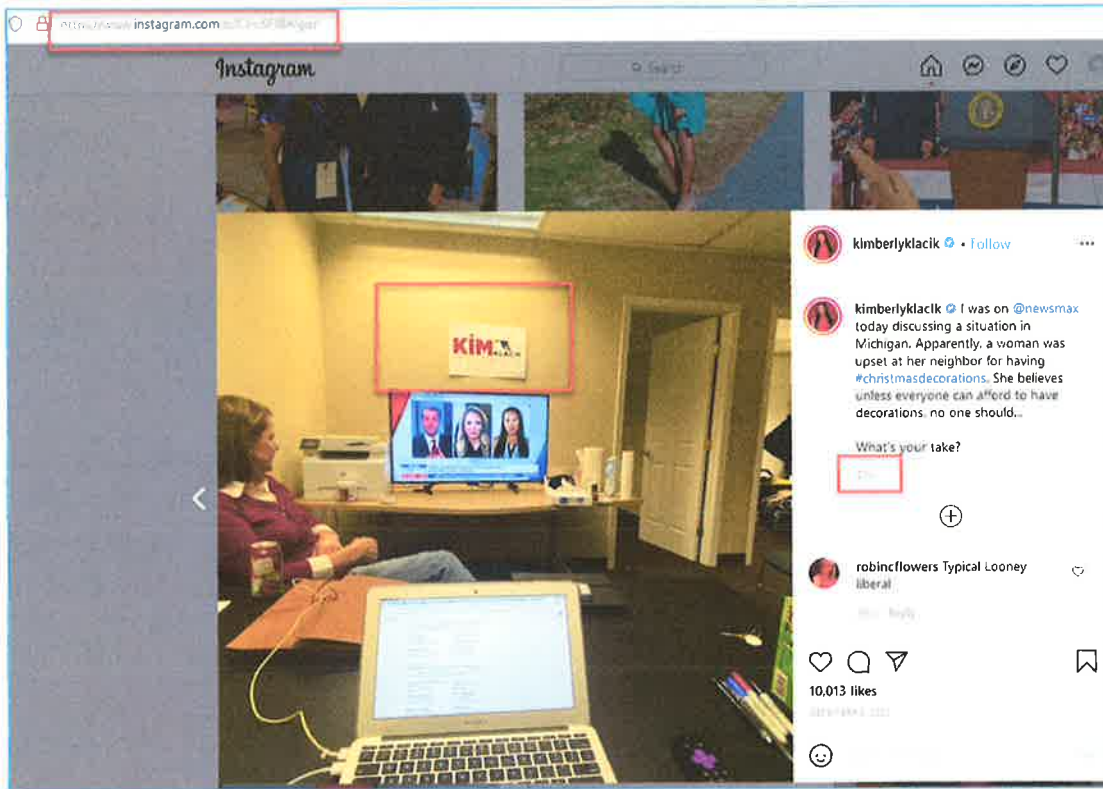 instagram.com
Instagram
Search
kimberlyklacik • Follow
kimberlyklacik I was on @newsmax
today discussing a situation in
Michigan. Apparently, a woman was
upset at her neighbor for having
#christmasdecorations. She believes
unless everyone can afford to have
decorations, no one should...
What's your take?
KIM
KLACIK
robincflowers Typical Looney
liberal
Reply
10,013 likes